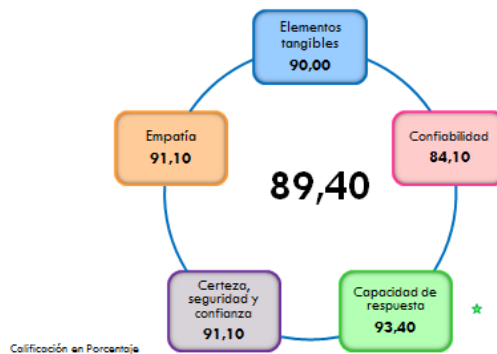 Elementos
tangibles
90,00
Empatía
91,10
Confiabilidad
84,10
89,40
Certeza,
seguridad y
confianza
91,10
Capacidad de
respuesta
93,40
Calificación en Porcentaje